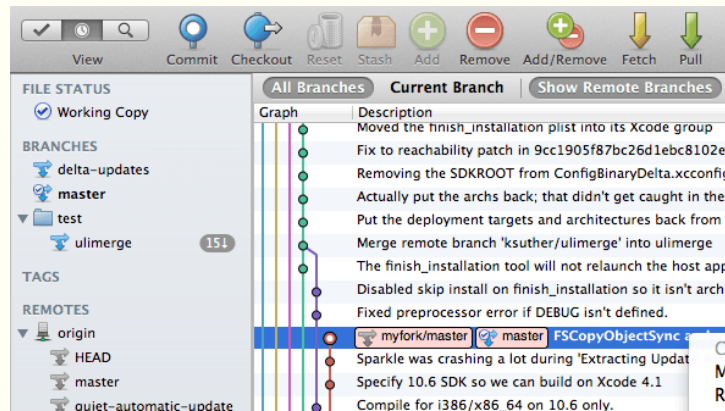 View Commit Checkout Reset Stash Add Remove Add/Remove Fetch Pull
FILE STATUS
Working Copy
BRANCHES
delta-updates
master
test
ulimerge 15↓
TAGS
REMOTES
origin
HEAD
master
quiet-automatic-update
All Branches Current Branch Show Remote Branches
Graph Description
Moved the finish_installation plist into its Xcode group
Fix to reachability patch in 9cc1905f87bc26d1ebc8102e
Removing the SDKROOT from ConfigBinaryDelta.xcconfig
Actually put the archs back; that didn't get caught in the
Put the deployment targets and architectures back from
Merge remote branch 'ksuther/ulimerge' into ulimerge
The finish_installation tool will not relaunch the host app
Disabled skip install on finish_installation so it isn't arch
Fixed preprocessor error if DEBUG isn't defined.
myfork/master master FSCopyObjectSync
Sparkle was crashing a lot during 'Extracting Updat
Specify 10.6 SDK so we can build on Xcode 4.1
Compile for i386/x86_64 on 10.6 only.